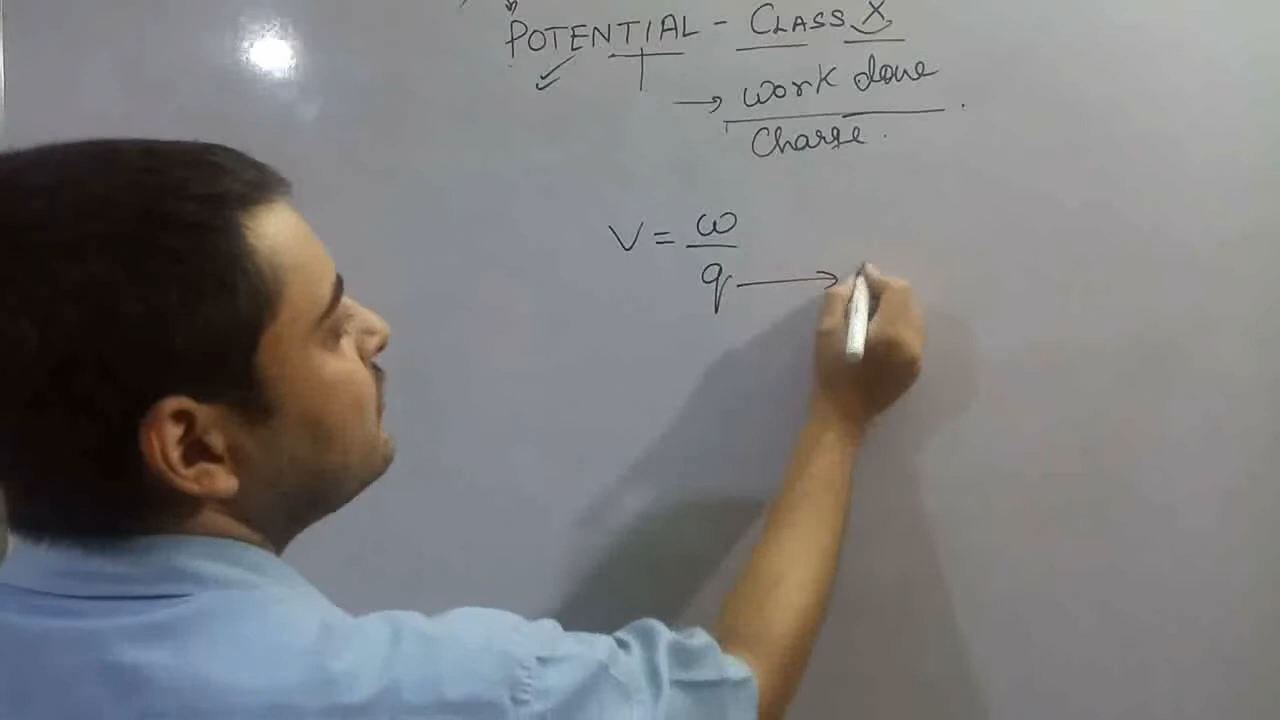 POTENTIAL - CLASS X
→ work done
Charge.
V = w
q →